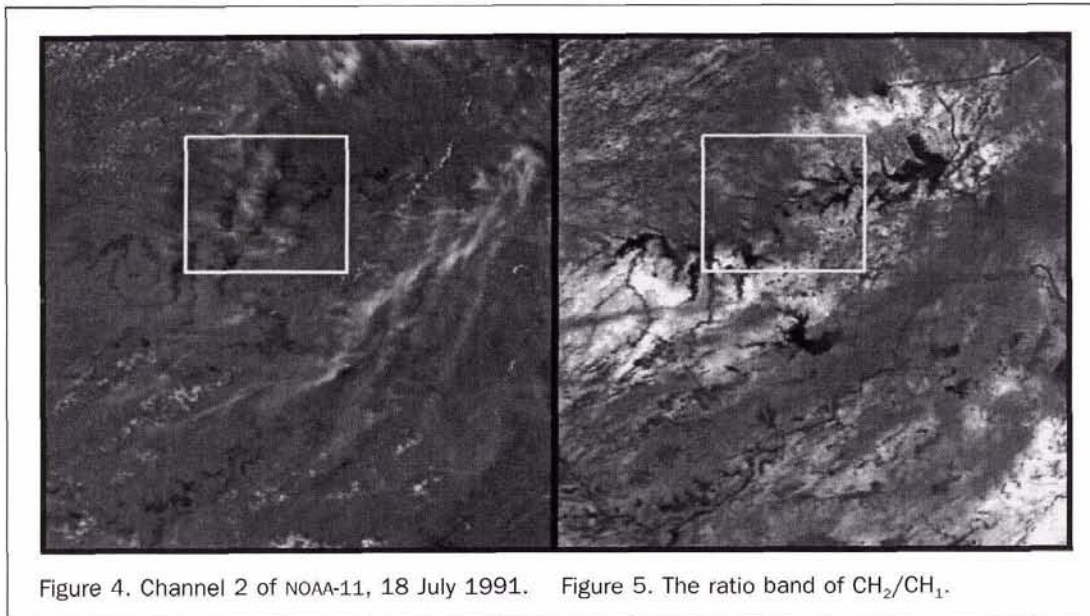 Figure 4. Channel 2 of NOAA-11, 18 July 1991.
Figure 5. The ratio band of CH₂/CH₁.